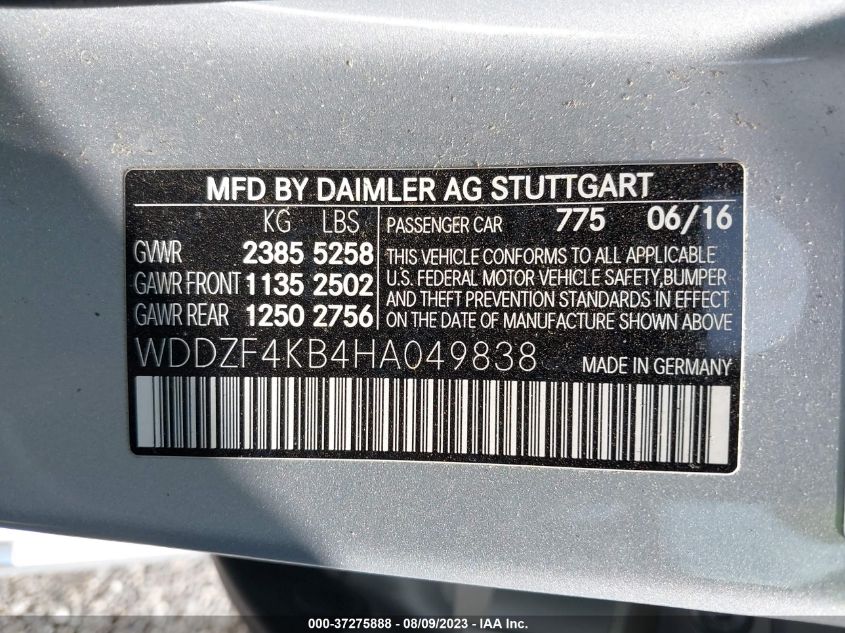 MFD BY DAIMLER AG STUTTGART
KG LBS
GVWR 2385 5258
GAWR FRONT 1135 2502
GAWR REAR 1250 2756
PASSENGER CAR 775 06/16
THIS VEHICLE CONFORMS TO ALL APPLICABLE
U.S. FEDERAL MOTOR VEHICLE SAFETY,BUMPER
AND THEFT PREVENTION STANDARDS IN EFFECT
ON THE DATE OF MANUFACTURE SHOWN ABOVE
WDDZF4KB4HA049838 MADE IN GERMANY
000-37275888 - 08/09/2023 - IAA Inc.